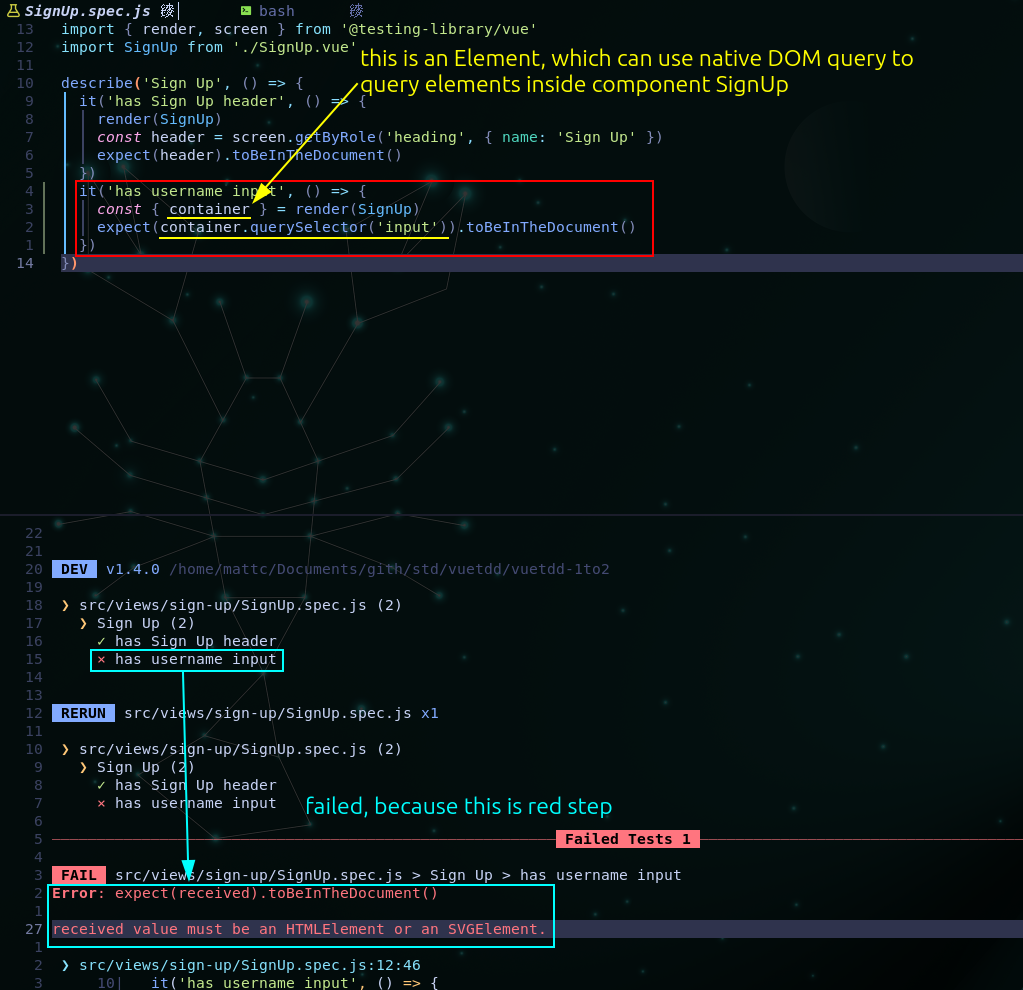 SignUp.spec.js bash
13 import { render, screen } from '@testing-library/vue'
12 import SignUp from './SignUp.vue'
this is an Element, which can use native DOM query to
11
10 describe('Sign Up', () => {
query elements inside component SignUp
9 it('has Sign Up header', () => {
8 render(SignUp)
7 const header = screen.getByRole('heading', { name: 'Sign Up' })
6 expect(header).toBeInTheDocument()
5 })
4 it('has username input', () => {
3 const { container } = render(SignUp)
2 expect(container.querySelector('input')).toBeInTheDocument()
1 })
14 })
22
21
20 DEV v1.4.0 /home/mattc/Documents/gith/std/vuetdd/vuetdd-1to2
19
18 ❯ src/views/sign-up/SignUp.spec.js (2)
17 ❯ Sign Up (2)
16 ✓ has Sign Up header
15 × has username input
14
13
12 RERUN src/views/sign-up/SignUp.spec.js x1
11
10 ❯ src/views/sign-up/SignUp.spec.js (2)
9 ❯ Sign Up (2)
8 ✓ has Sign Up header
7 × has username input
failed, because this is red step
6
5 Failed Tests 1
4
3 FAIL src/views/sign-up/SignUp.spec.js > Sign Up > has username input
2 Error: expect(received).toBeInTheDocument()
1
27 received value must be an HTMLElement or an SVGElement.
1
2 ❯ src/views/sign-up/SignUp.spec.js:12:46
3 10| it('has username input', () => {